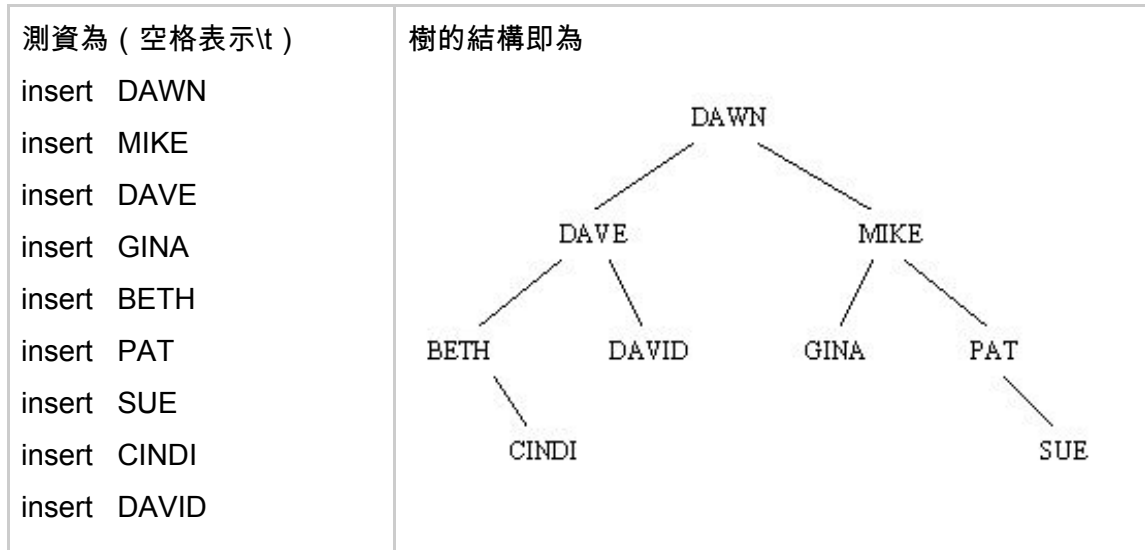 測資為（空格表示\t）
insert DAWN
insert MIKE
insert DAVE
insert GINA
insert BETH
insert PAT
insert SUE
insert CINDI
insert DAVID
樹的結構即為
DAWN
DAVE MIKE
BETH DAVID GINA PAT
CINDI SUE